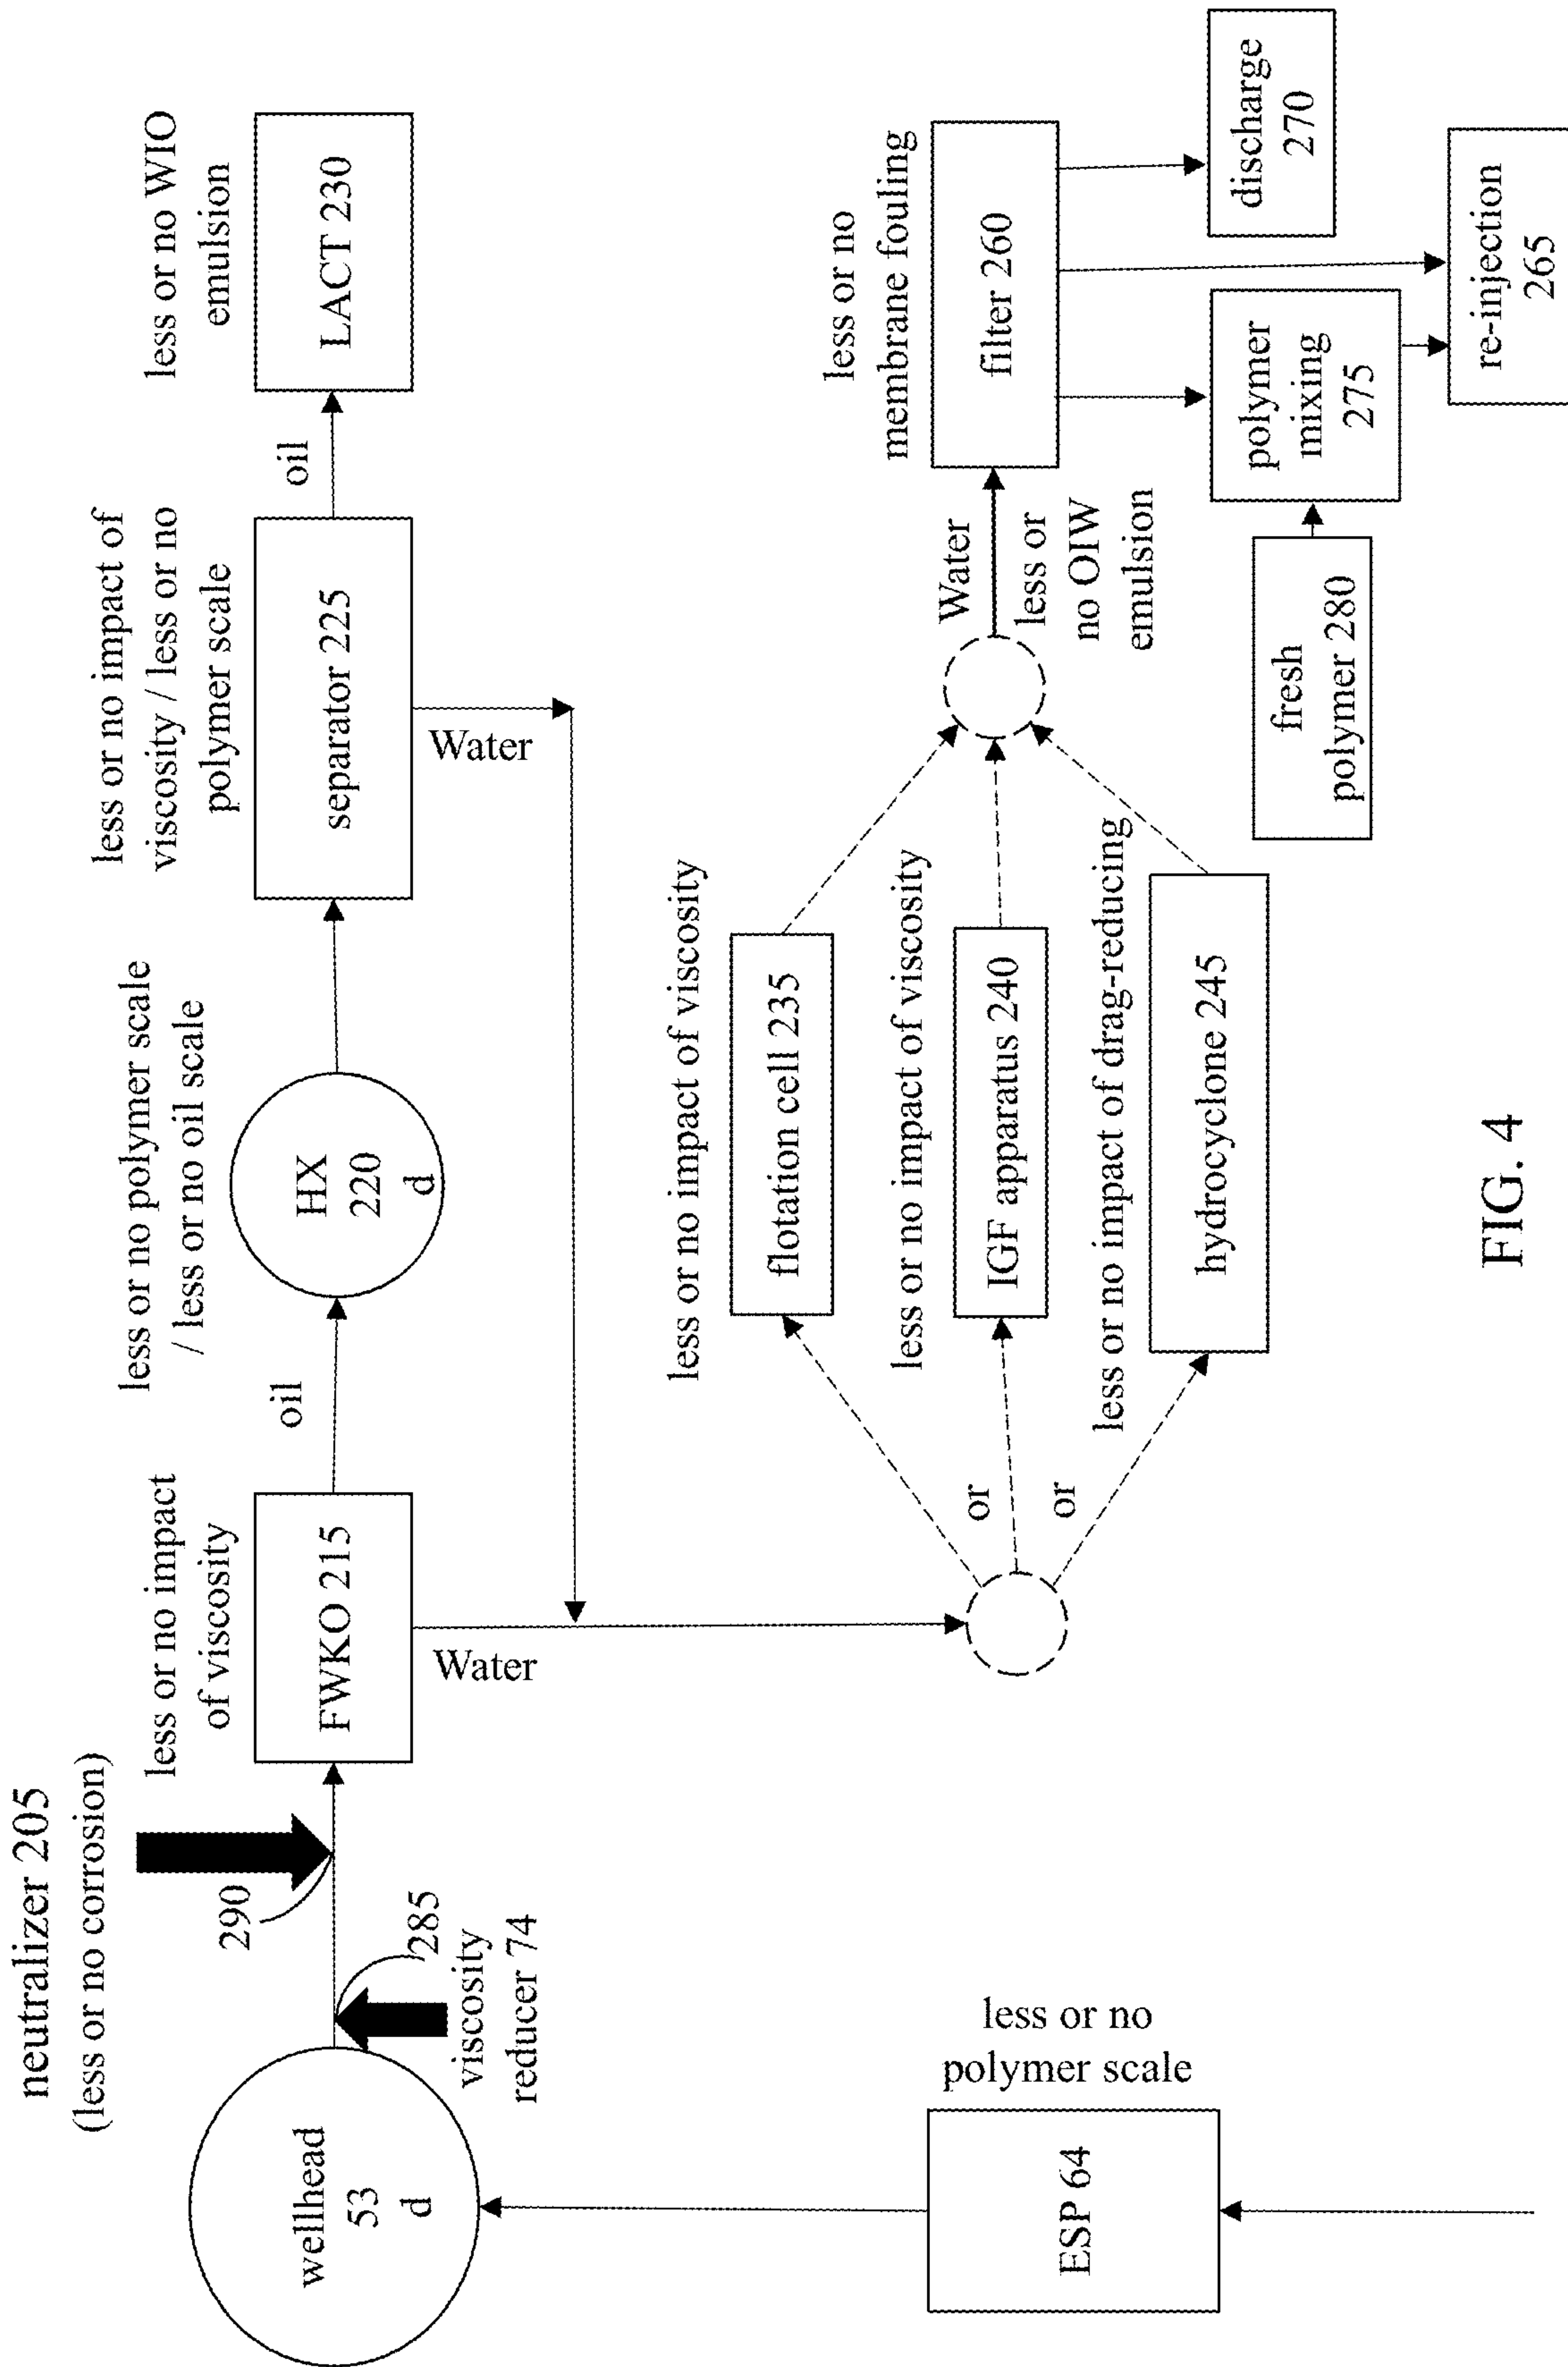 neutralizer 205
(less or no corrosion)
290
285
viscosity
reducer 74
wellhead
53
d
less or no
polymer scale
ESP 64
less or no impact
of viscosity
FWKO 215
Water
oil
less or no polymer scale
/ less or no oil scale
HX
220
d
less or no impact of
viscosity / less or no
polymer scale
separator 225
Water
oil
less or no WIO
emulsion
LACT 230
or
or
less or no impact of viscosity
flotation cell 235
less or no impact of viscosity
IGF apparatus 240
less or no impact of drag-reducing
hydrocyclone 245
Water
less or
no OIW
emulsion
less or no
membrane fouling
filter 260
discharge
270
polymer
mixing
275
re-injection
265
fresh
polymer 280
FIG. 4